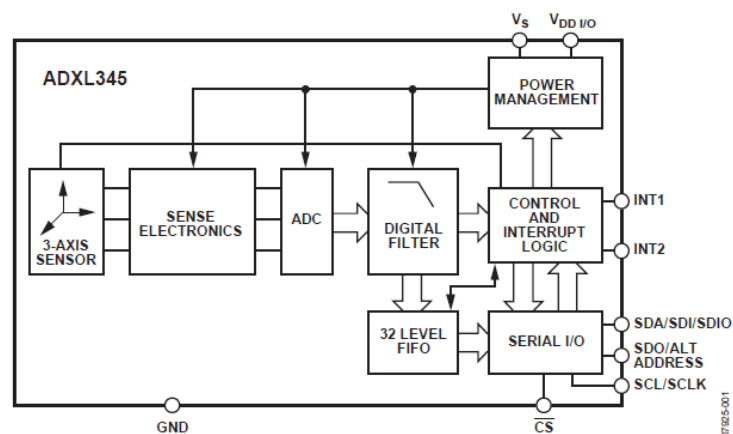 VS VDD I/O
ADXL345
POWER
MANAGEMENT
3-AXIS
SENSOR
SENSE
ELECTRONICS
ADC
DIGITAL
FILTER
CONTROL
AND
INTERRUPT
LOGIC
INT1
INT2
32 LEVEL
FIFO
SERIAL I/O
SDA/SDI/SDIO
SDO/ALT
ADDRESS
SCL/SCLK
GND
CS
07925-001